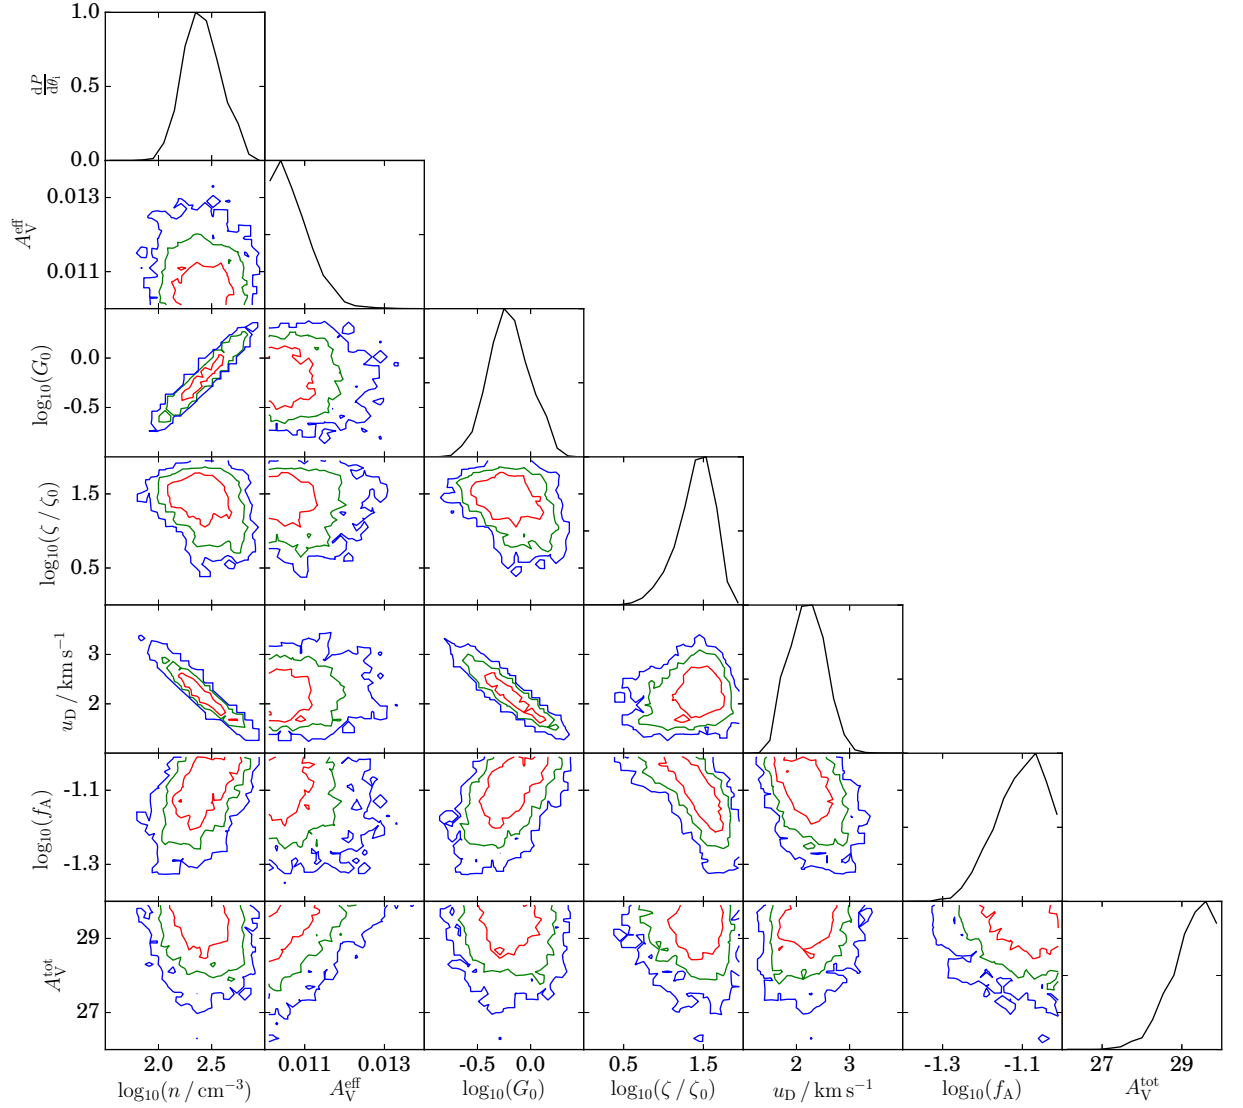 1.0
dP/dθᵢ 0.5
0.0
0.013
A_V^eff
0.011
0.0
log₁₀(G₀)
-0.5
1.5
log₁₀(ζ / ζ₀)
0.5
3
u_D / km s⁻¹
2
-1.1
log₁₀(f_A)
-1.3
29
A_V^tot
27
2.0 2.5 0.011 0.013 -0.5 0.0 0.5 1.5 2 3 -1.3 -1.1 27 29
log₁₀(n / cm⁻³) A_V^eff log₁₀(G₀) log₁₀(ζ / ζ₀) u_D / km s⁻¹ log₁₀(f_A) A_V^tot